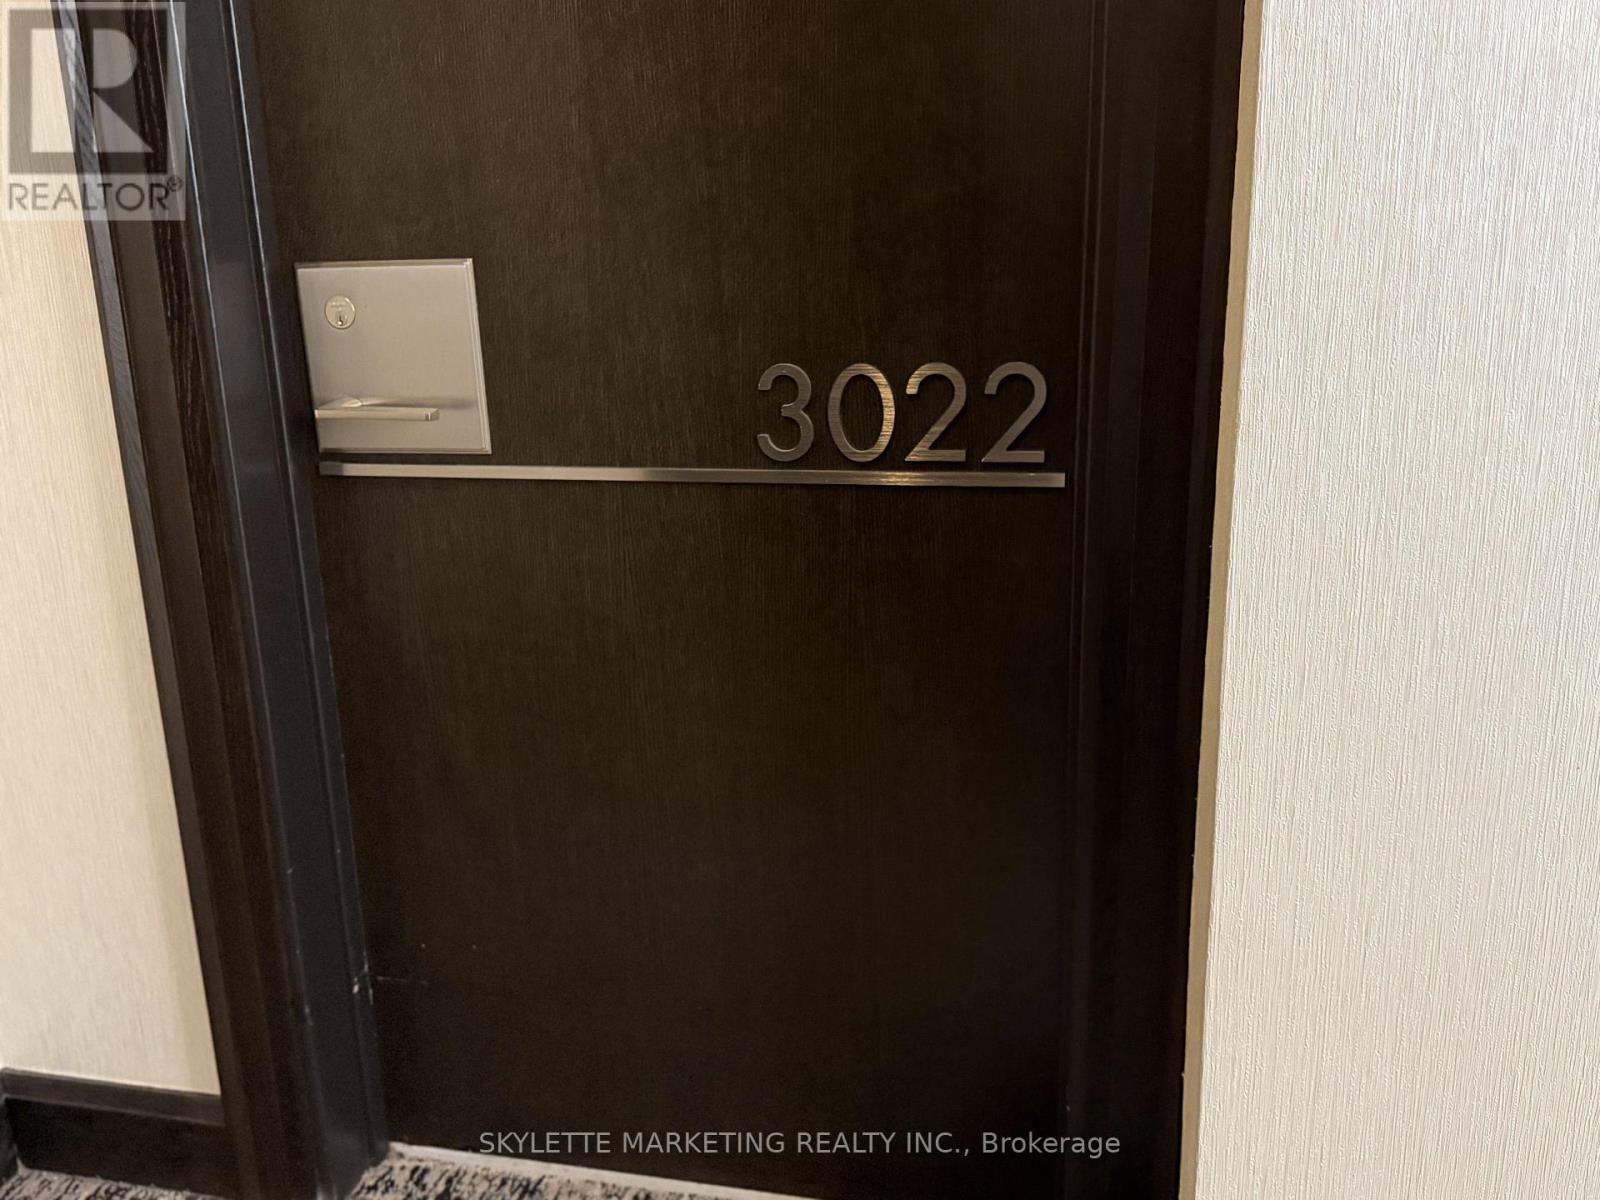 R
REALTOR®
3022
SKYLETTE MARKETING REALTY INC., Brokerage